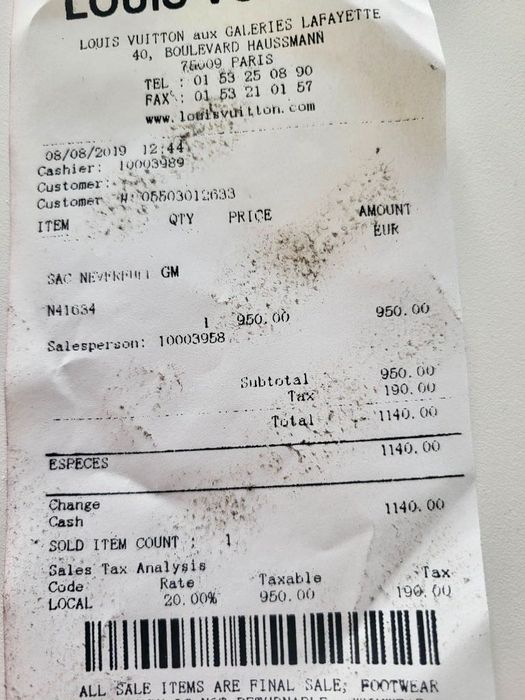 LOUIS
LOUIS VUITTON aux GALERIES LAFAYETTE
40, BOULEVARD HAUSSMANN
75009 PARIS
TEL : 01 53 25 08 90
FAX : 01 53 21 01 57
www.louisvuitton.com
08/08/2019 12:44
Cashier: 10003989
Customer:
Customer #: 05503012633
ITEM QTY PRICE AMOUNT
EUR
SAC NEVERFULL GM
N41634
1 950.00 950.00
Salesperson: 10003958
Subtotal 950.00
Tax 190.00
Total 1140.00
ESPECES 1140.00
Change
Cash 1140.00
SOLD ITEM COUNT : 1
Sales Tax Analysis
Code Rate Taxable Tax
LOCAL 20.00% 950.00 190.00
ALL SALE ITEMS ARE FINAL SALE; FOOTWEAR